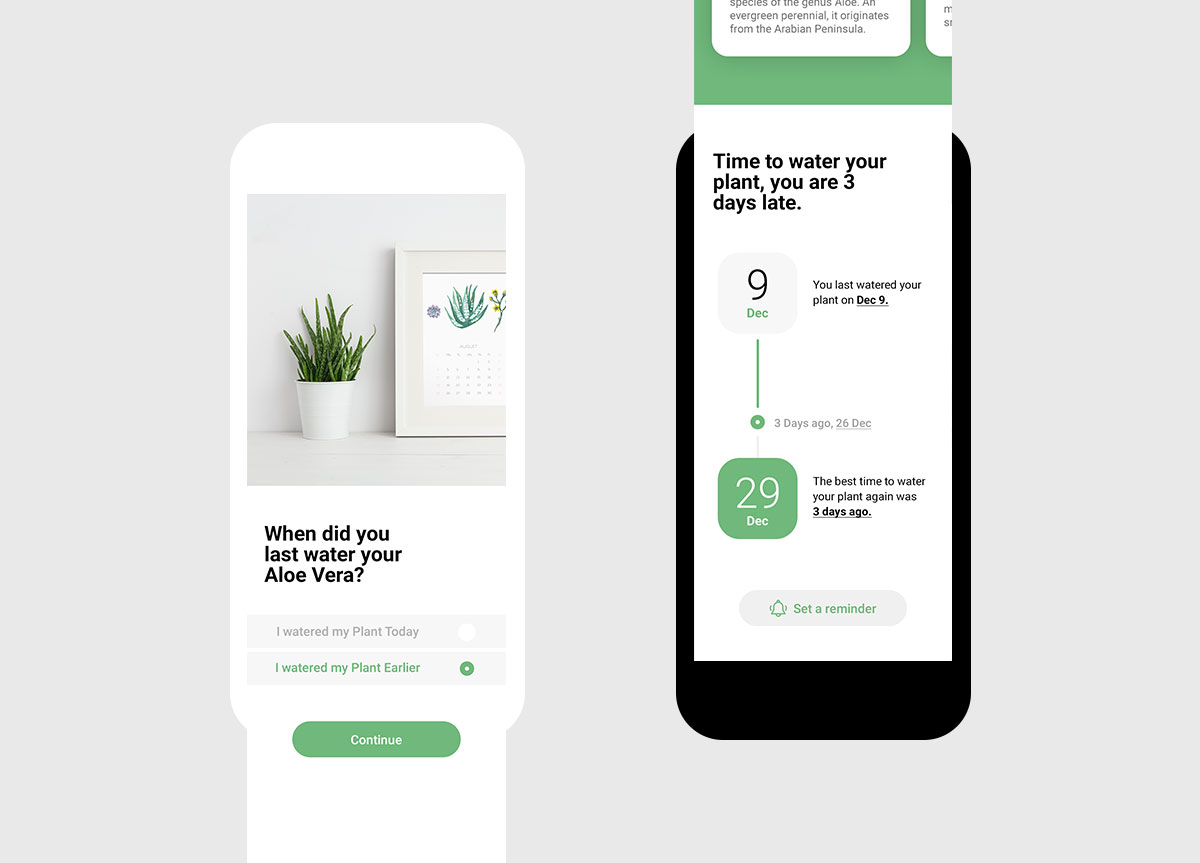 When did you
last water your
Aloe Vera?
I watered my Plant Today
I watered my Plant Earlier
Continue
AUGUST
species of the genus Aloe. An
evergreen perennial, it originates
from the Arabian Peninsula.
Time to water your
plant, you are 3
days late.
9
Dec
You last watered your
plant on Dec 9.
3 Days ago, 26 Dec
29
Dec
The best time to water
your plant again was
3 days ago.
Set a reminder